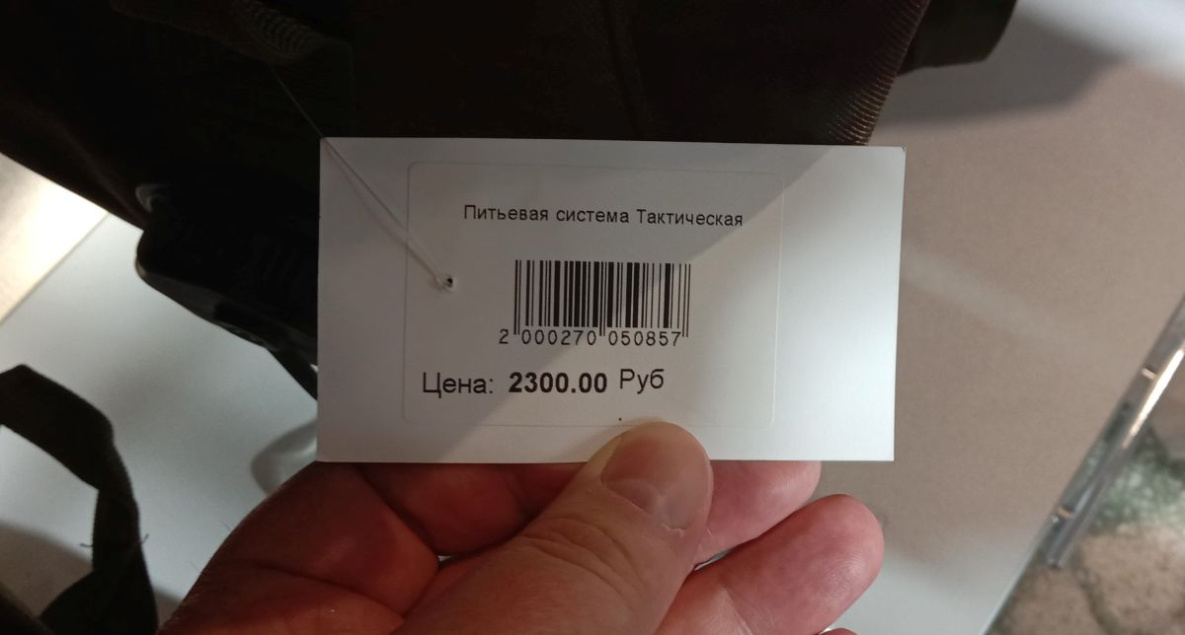 Питьевая система Тактическая
2 000270 050857
Цена: 2300.00 Руб